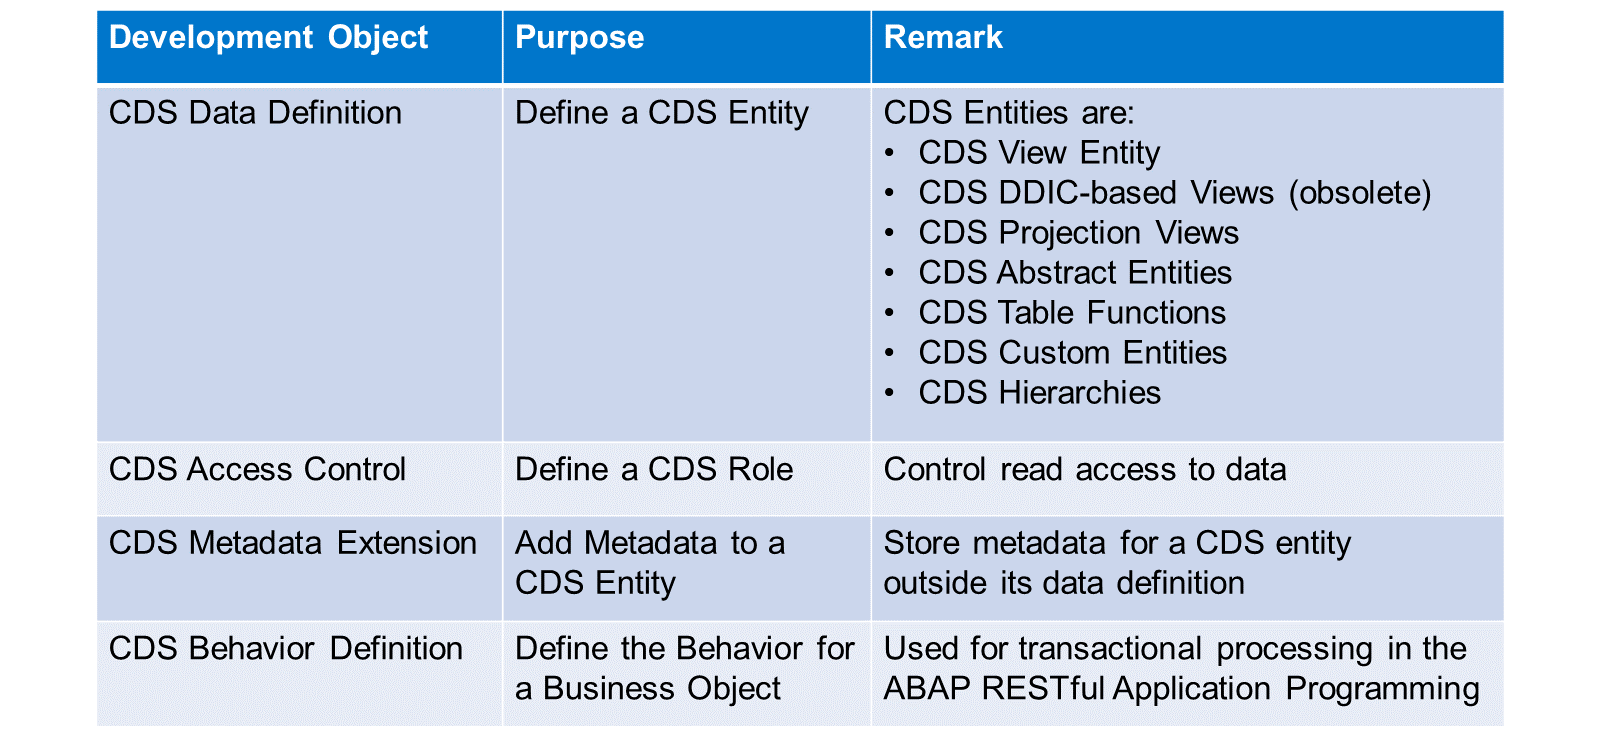 Development Object
Purpose
Remark
CDS Data Definition
Define a CDS Entity
CDS Entities are:
• CDS View Entity
• CDS DDIC-based Views (obsolete)
• CDS Projection Views
• CDS Abstract Entities
• CDS Table Functions
• CDS Custom Entities
• CDS Hierarchies
CDS Access Control
Define a CDS Role
Control read access to data
CDS Metadata Extension
Add Metadata to a
CDS Entity
Store metadata for a CDS entity
outside its data definition
CDS Behavior Definition
Define the Behavior for
a Business Object
Used for transactional processing in the
ABAP RESTful Application Programming